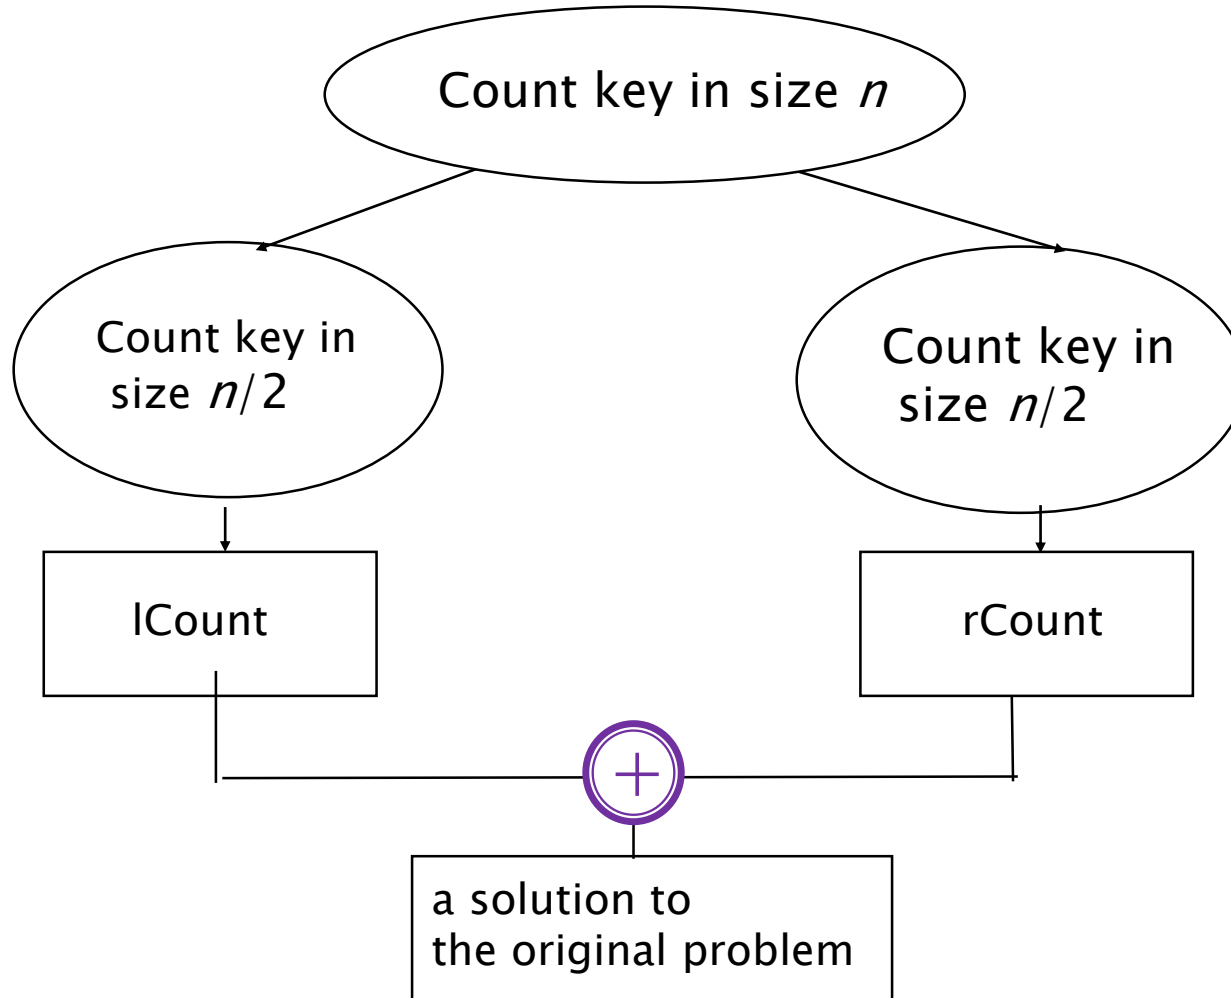 Count key in size n
Count key in
size n/2
Count key in
size n/2
lCount
rCount
+
a solution to
the original problem